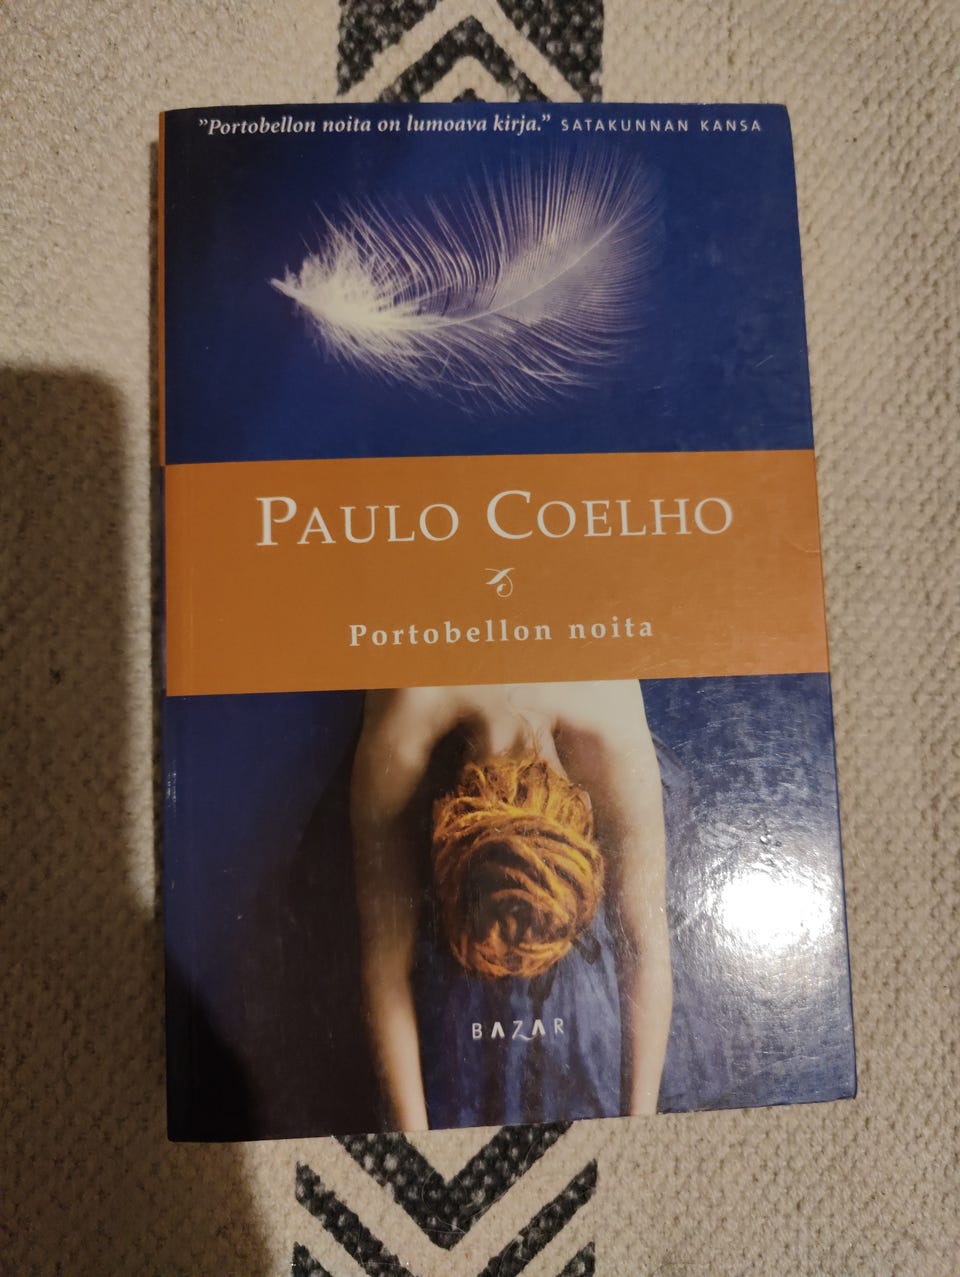 "Portobellon noita on lumoava kirja." SATAKUNNAN KANSA
PAULO COELHO
Portobellon noita
BAZAR